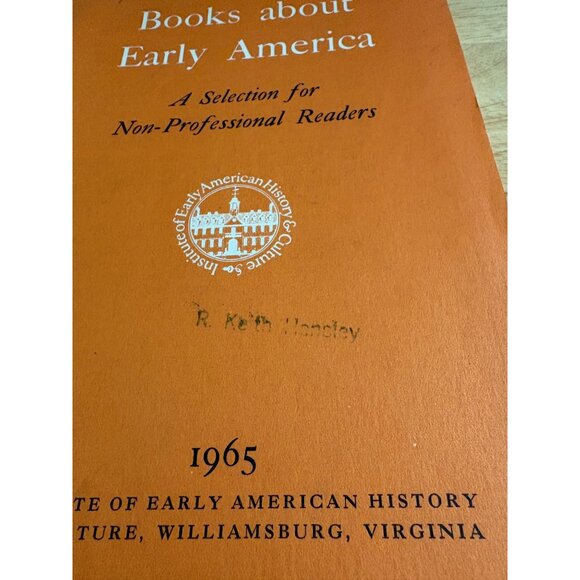 Books about
Early America
A Selection for
Non-Professional Readers
Institute of Early American History & Culture
R. Keith Hensley
1965
TE OF EARLY AMERICAN HISTORY
TURE, WILLIAMSBURG, VIRGINIA